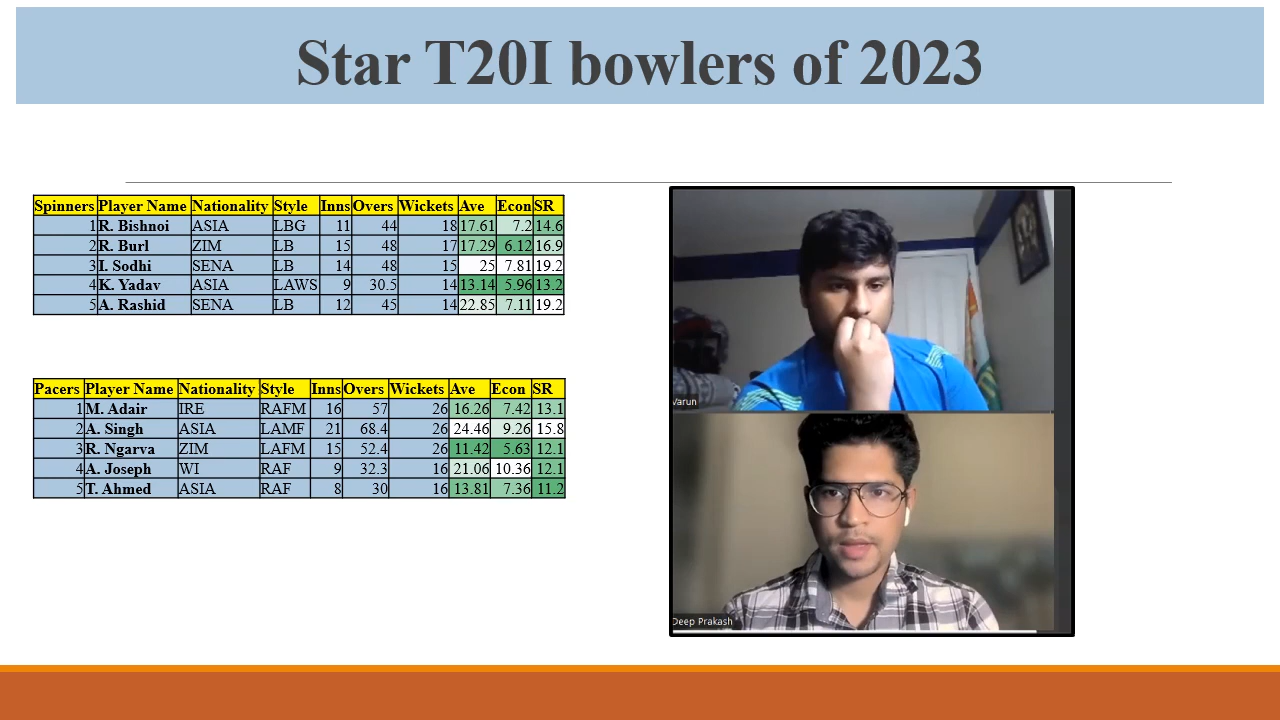 Star T20I bowlers of 2023
Spinners Player Name Nationality Style Inns Overs Wickets Ave Econ SR
1 R. Bishnoi ASIA LBG 11 44 18 17.61 7.2 14.6
2 R. Burl ZIM LB 15 48 17 17.29 6.12 16.9
3 I. Sodhi SENA LB 14 48 15 25 7.81 19.2
4 K. Yadav ASIA LAWS 9 30.5 14 13.14 5.96 13.2
5 A. Rashid SENA LB 12 45 14 22.85 7.11 19.2
Pacers Player Name Nationality Style Inns Overs Wickets Ave Econ SR
1 M. Adair IRE RAFM 16 57 26 16.26 7.42 13.1
2 A. Singh ASIA LAMF 21 68.4 26 24.46 9.26 15.8
3 R. Ngarva ZIM LAFM 15 52.4 26 11.42 5.63 12.1
4 A. Joseph WI RAF 9 32.3 16 21.06 10.36 12.1
5 T. Ahmed ASIA RAF 8 30 16 13.81 7.36 11.2
Varun
Deep Prakash